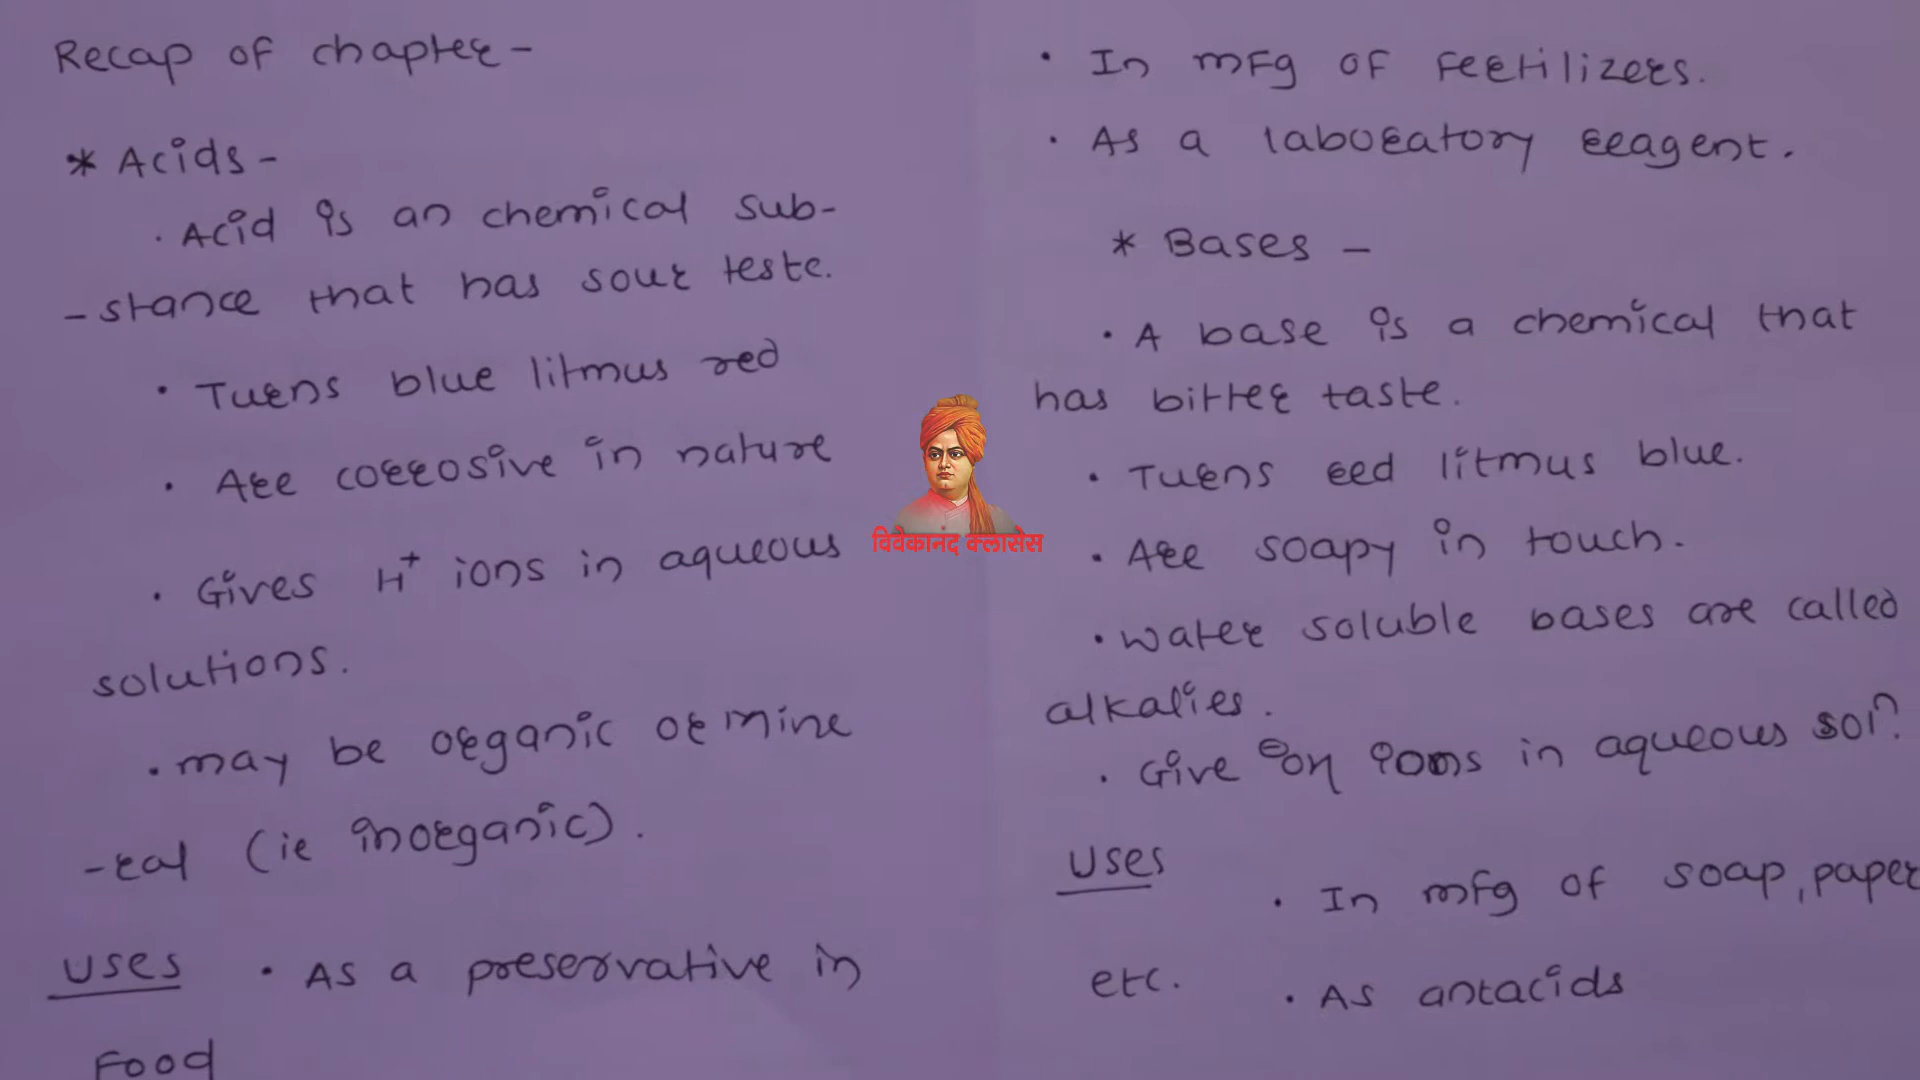 Recap of chapter -
* Acids -
. Acid is an chemical sub-
- stance that has sour teste.
. Turns blue litmus red
. Are corrosive in nature
. Gives H+ ions in aqueous
solutions.
. may be organic or mine
- ral (ie inorganic).
uses . As a preservative in
Food
. In mfg of fertilizers.
. As a laboratory reagent.
* Bases -
. A base is a chemical that
has bitter taste.
. Turns red litmus blue.
. Are soapy in touch.
. water soluble bases are called
alkalies.
. Give ⊖OH ions in aqueous solⁿ.
uses . In mfg of soap, paper
etc. . As antacids
विवेकानंद क्लासेस